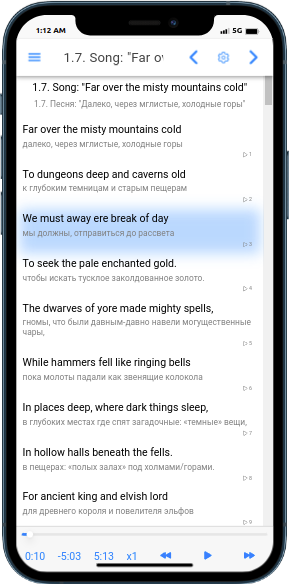 1:12 AM
5G
1.7. Song: "Far o
1.7. Song: "Far over the misty mountains cold"
1.7. Песня: "Далеко, через мглистые, холодные горы"
Far over the misty mountains cold
далеко, через мглистые, холодные горы
1
To dungeons deep and caverns old
к глубоким темницам и старым пещерам
2
We must away ere break of day
мы должны, отправиться до рассвета
3
To seek the pale enchanted gold.
чтобы искать тусклое заколдованное золото.
4
The dwarves of yore made mighty spells,
гномы, что были давным-давно навели могущественные
чары,
5
While hammers fell like ringing bells
пока молоты падали как звенящие колокола
6
In places deep, where dark things sleep,
в глубоких местах где спят загадочные: «темные» вещи,
7
In hollow halls beneath the fells.
в пещерах: «полых залах» под холмами/горами.
8
For ancient king and elvish lord
для древнего короля и повелителя эльфов
9
0:10 -5:03 5:13 x1